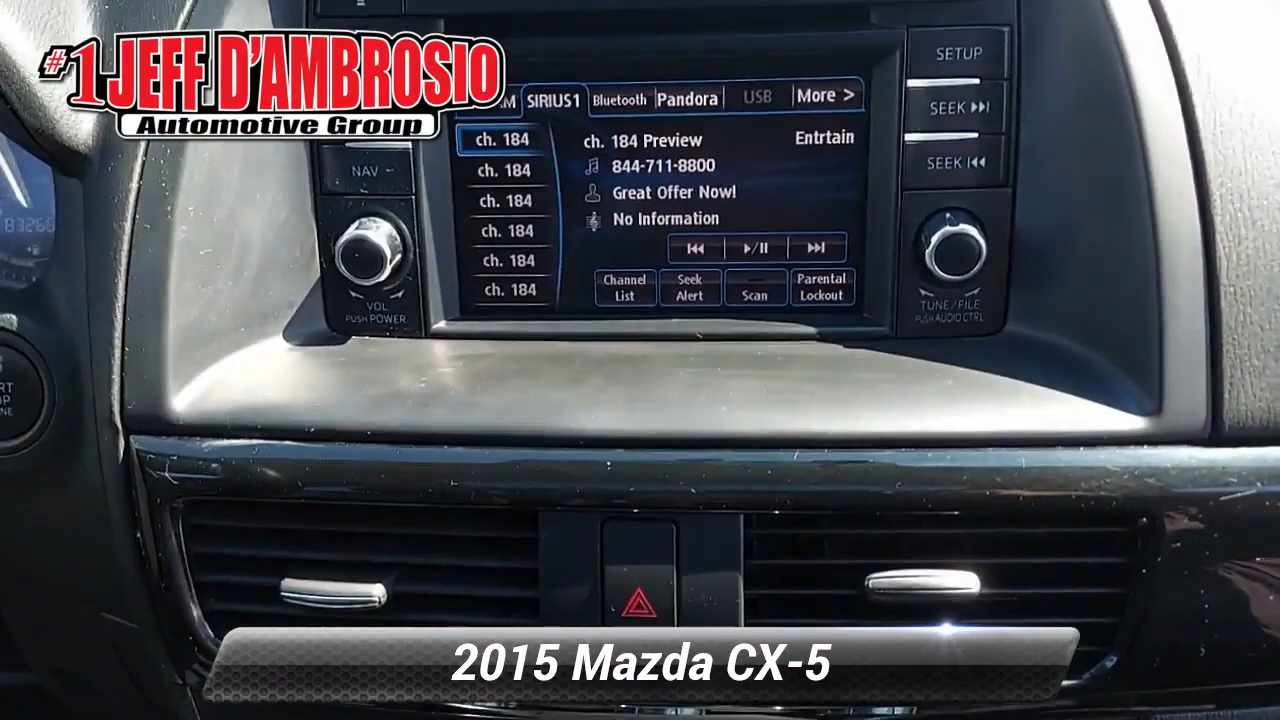 #1 JEFF D'AMBROSIO
Automotive Group
SETUP
SEEK
SEEK
NAV
VOL
PUSH POWER
TUNE/FILE
PUSH AUDIO CTRL
SIRIUS1 Bluetooth Pandora USB More >
ch. 184
ch. 184
ch. 184
ch. 184
ch. 184
ch. 184
ch. 184 Preview Entrtain
844-711-8800
Great Offer Now!
No Information
Channel List
Seek Alert
Scan
Parental Lockout
83266
2015 Mazda CX-5